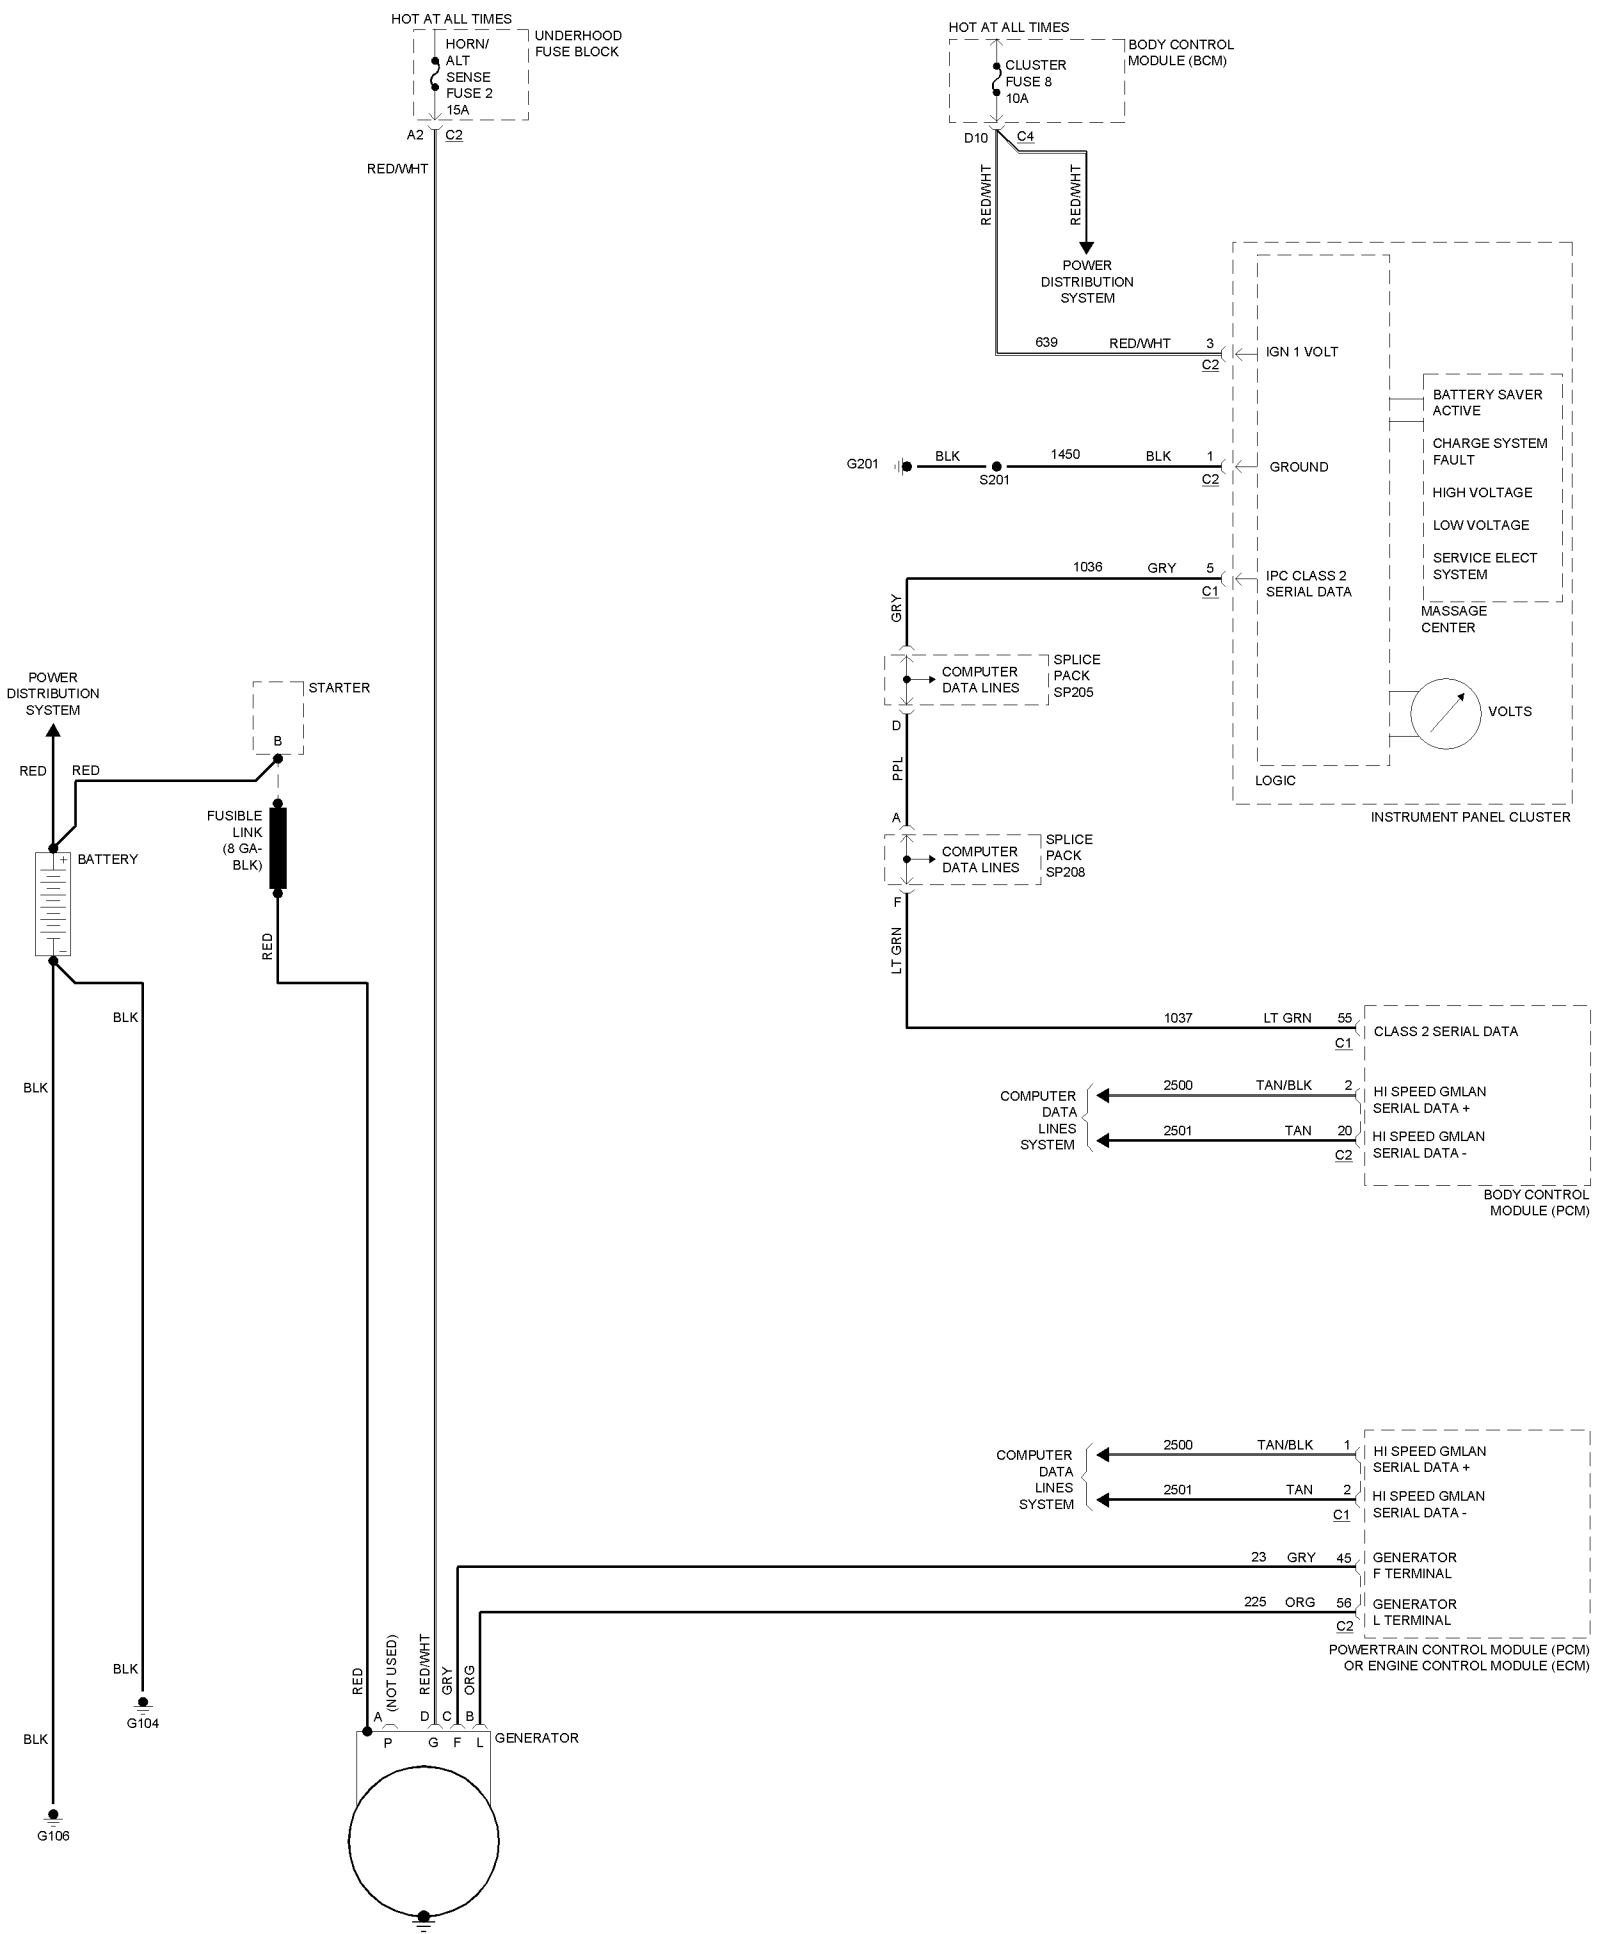 HOT AT ALL TIMES
HORN/
ALT
SENSE
FUSE 2
15A
UNDERHOOD
FUSE BLOCK
A2
C2
RED/WHT
HOT AT ALL TIMES
CLUSTER
FUSE 8
10A
BODY CONTROL
MODULE (BCM)
D10
C4
RED/WHT
RED/WHT
POWER
DISTRIBUTION
SYSTEM
639
RED/WHT
3
C2
IGN 1 VOLT
G201
BLK
S201
1450
BLK
1
C2
GROUND
1036
GRY
5
C1
IPC CLASS 2
SERIAL DATA
BATTERY SAVER
ACTIVE
CHARGE SYSTEM
FAULT
HIGH VOLTAGE
LOW VOLTAGE
SERVICE ELECT
SYSTEM
MASSAGE
CENTER
VOLTS
LOGIC
INSTRUMENT PANEL CLUSTER
GRY
COMPUTER
DATA LINES
SPLICE
PACK
SP205
D
PPL
A
COMPUTER
DATA LINES
SPLICE
PACK
SP208
F
LT GRN
POWER
DISTRIBUTION
SYSTEM
RED
RED
STARTER
B
FUSIBLE
LINK
(8 GA-
BLK)
+
BATTERY
-
RED
BLK
BLK
BLK
G104
BLK
G106
1037
LT GRN
55
C1
CLASS 2 SERIAL DATA
COMPUTER
DATA
LINES
SYSTEM
2500
TAN/BLK
2
HI SPEED GMLAN
SERIAL DATA +
2501
TAN
20
C2
HI SPEED GMLAN
SERIAL DATA -
BODY CONTROL
MODULE (PCM)
COMPUTER
DATA
LINES
SYSTEM
2500
TAN/BLK
1
HI SPEED GMLAN
SERIAL DATA +
2501
TAN
2
C1
HI SPEED GMLAN
SERIAL DATA -
23
GRY
45
GENERATOR
F TERMINAL
225
ORG
56
C2
GENERATOR
L TERMINAL
POWERTRAIN CONTROL MODULE (PCM)
OR ENGINE CONTROL MODULE (ECM)
RED
(NOT USED)
RED/WHT
GRY
ORG
A
D
C
B
P
G
F
L
GENERATOR